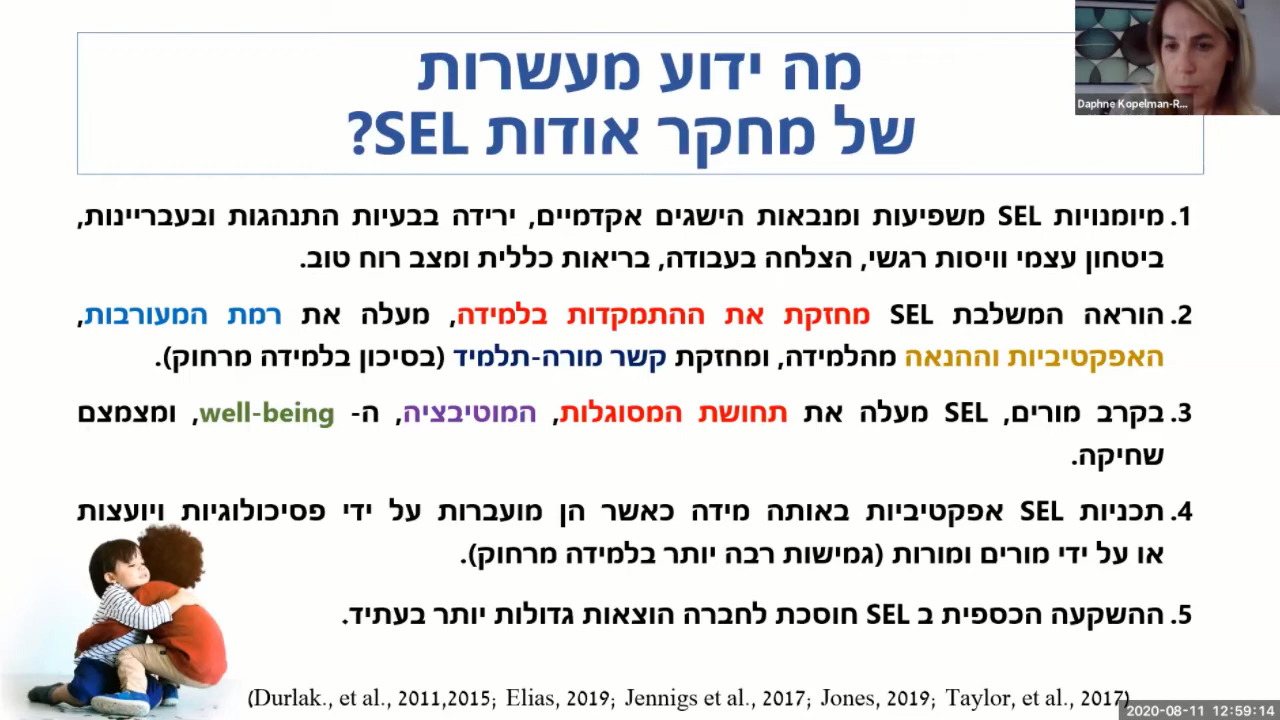 מה ידוע מעשרות
של מחקר אודות SEL?
Daphne Kopelman-R...
1. מיומנויות SEL משפיעות ומנבאות הישגים אקדמיים, ירידה בבעיות התנהגות ובעבריינות,
ביטחון עצמי וויסות רגשי, הצלחה בעבודה, בריאות כללית ומצב רוח טוב.
2. הוראה המשלבת SEL מחזקת את ההתמקדות בלמידה, מעלה את רמת המעורבות,
האפקטיביות וההנאה מהלמידה, ומחזקת קשר מורה-תלמיד (בסיכון בלמידה מרחוק).
3. בקרב מורים, SEL מעלה את תחושת המסוגלות, המוטיבציה, ה- well-being, ומצמצם
שחיקה.
4. תכניות SEL אפקטיביות באותה מידה כאשר הן מועברות על ידי פסיכולוגיות ויועצות
או על ידי מורים ומורות (גמישות רבה יותר בלמידה מרחוק).
5. ההשקעה הכספית ב SEL חוסכת לחברה הוצאות גדולות יותר בעתיד.
(Durlak., et al., 2011,2015; Elias, 2019; Jennigs et al., 2017; Jones, 2019; Taylor, et al., 2017)
2020-08-11 12:59:14